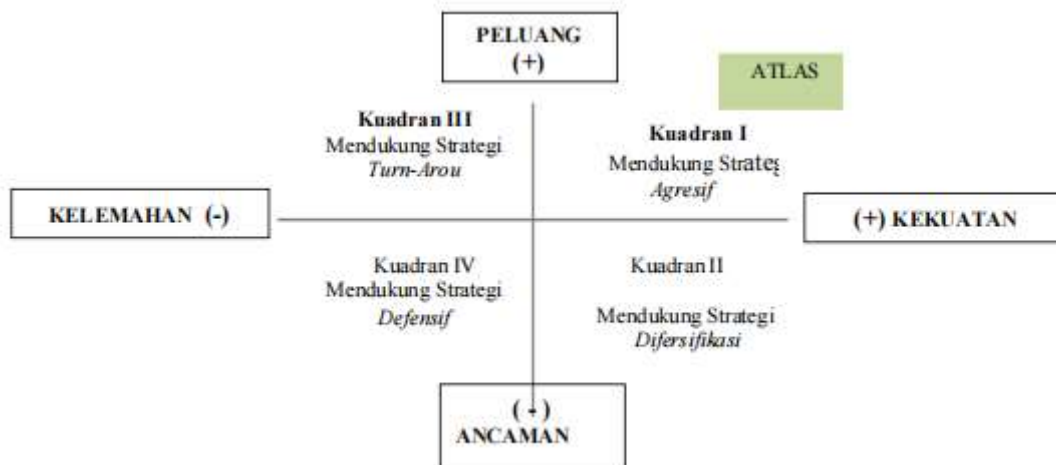 PELUANG
(+)
ATLAS
Kuadran III
Mendukung Strategi
Turn-Arou
Kuadran I
Mendukung Strateg
Agresif
KELEMAHAN (-)
(+) KEKUATAN
Kuadran IV
Mendukung Strategi
Defensif
Kuadran II
Mendukung Strategi
Difersifikasi
( - )
ANCAMAN